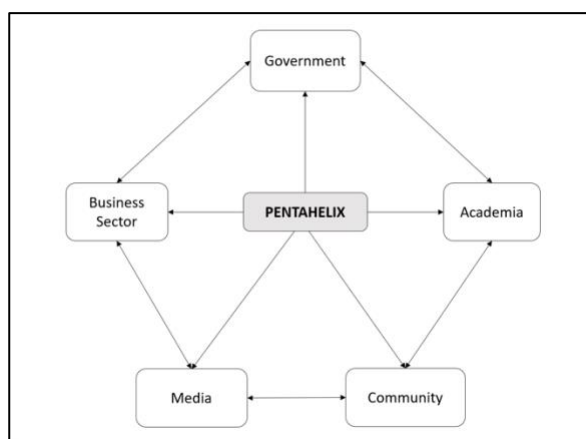 Government
Business
Sector
PENTAHELIX
Academia
Media
Community